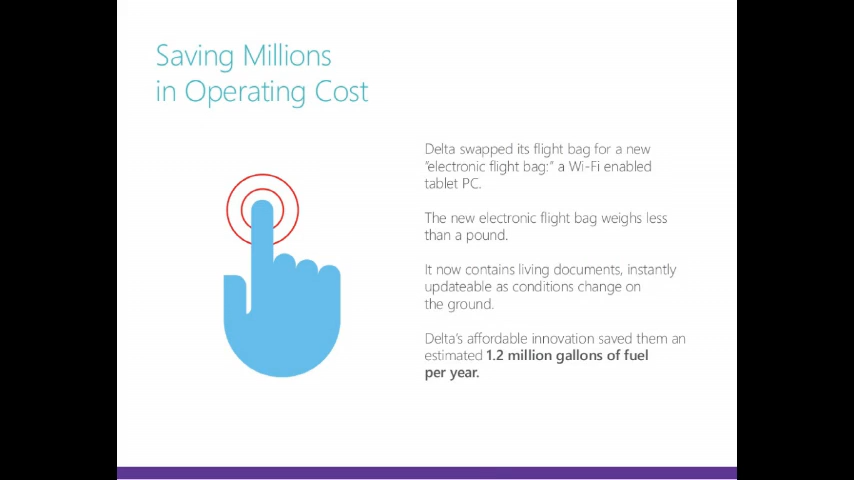 Saving Millions
in Operating Cost
Delta swapped its flight bag for a new
“electronic flight bag:” a Wi-Fi enabled
tablet PC.
The new electronic flight bag weighs less
than a pound.
It now contains living documents, instantly
updateable as conditions change on
the ground.
Delta's affordable innovation saved them an
estimated 1.2 million gallons of fuel
per year.